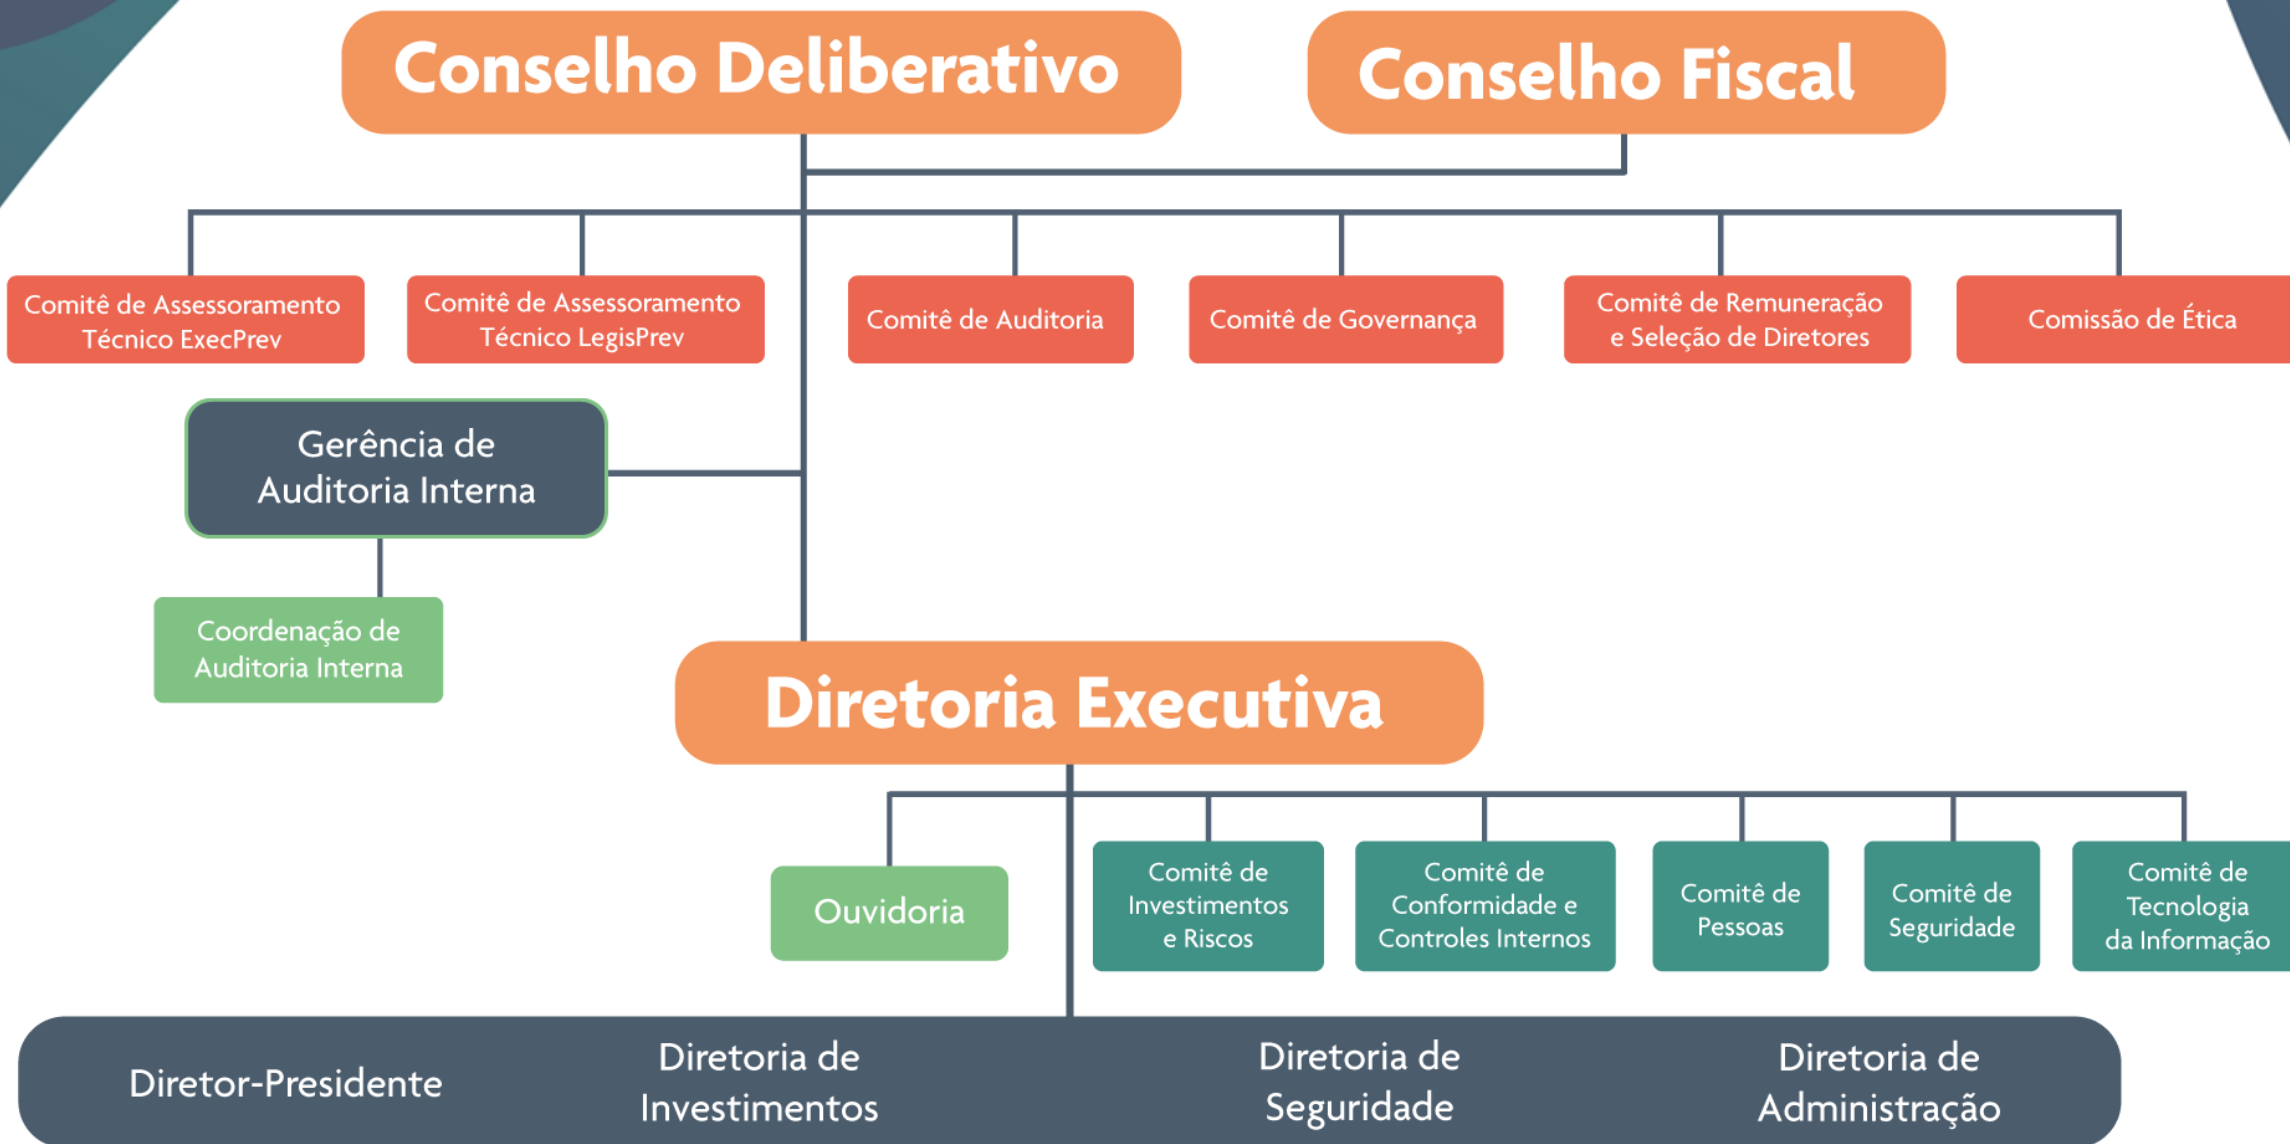 Conselho Deliberativo
Conselho Fiscal
Comitê de Assessoramento
Técnico ExecPrev
Comitê de Assessoramento
Técnico LegisPrev
Comitê de Auditoria
Comitê de Governança
Comitê de Remuneração
e Seleção de Diretores
Comissão de Ética
Gerência de
Auditoria Interna
Coordenação de
Auditoria Interna
Diretoria Executiva
Ouvidoria
Comitê de
Investimentos
e Riscos
Comitê de
Conformidade e
Controles Internos
Comitê de
Pessoas
Comitê de
Seguridade
Comitê de
Tecnologia
da Informação
Diretor-Presidente
Diretoria de
Investimentos
Diretoria de
Seguridade
Diretoria de
Administração